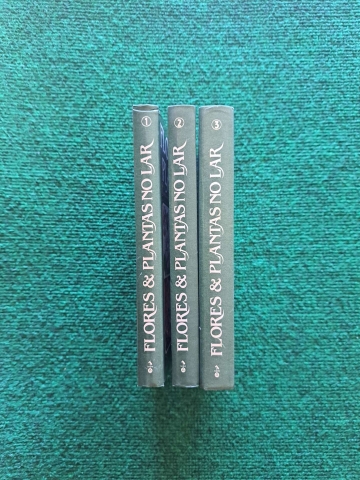 FLORES & PLANTAS NO LAR 1
FLORES & PLANTAS NO LAR 2
FLORES & PLANTAS NO LAR 3